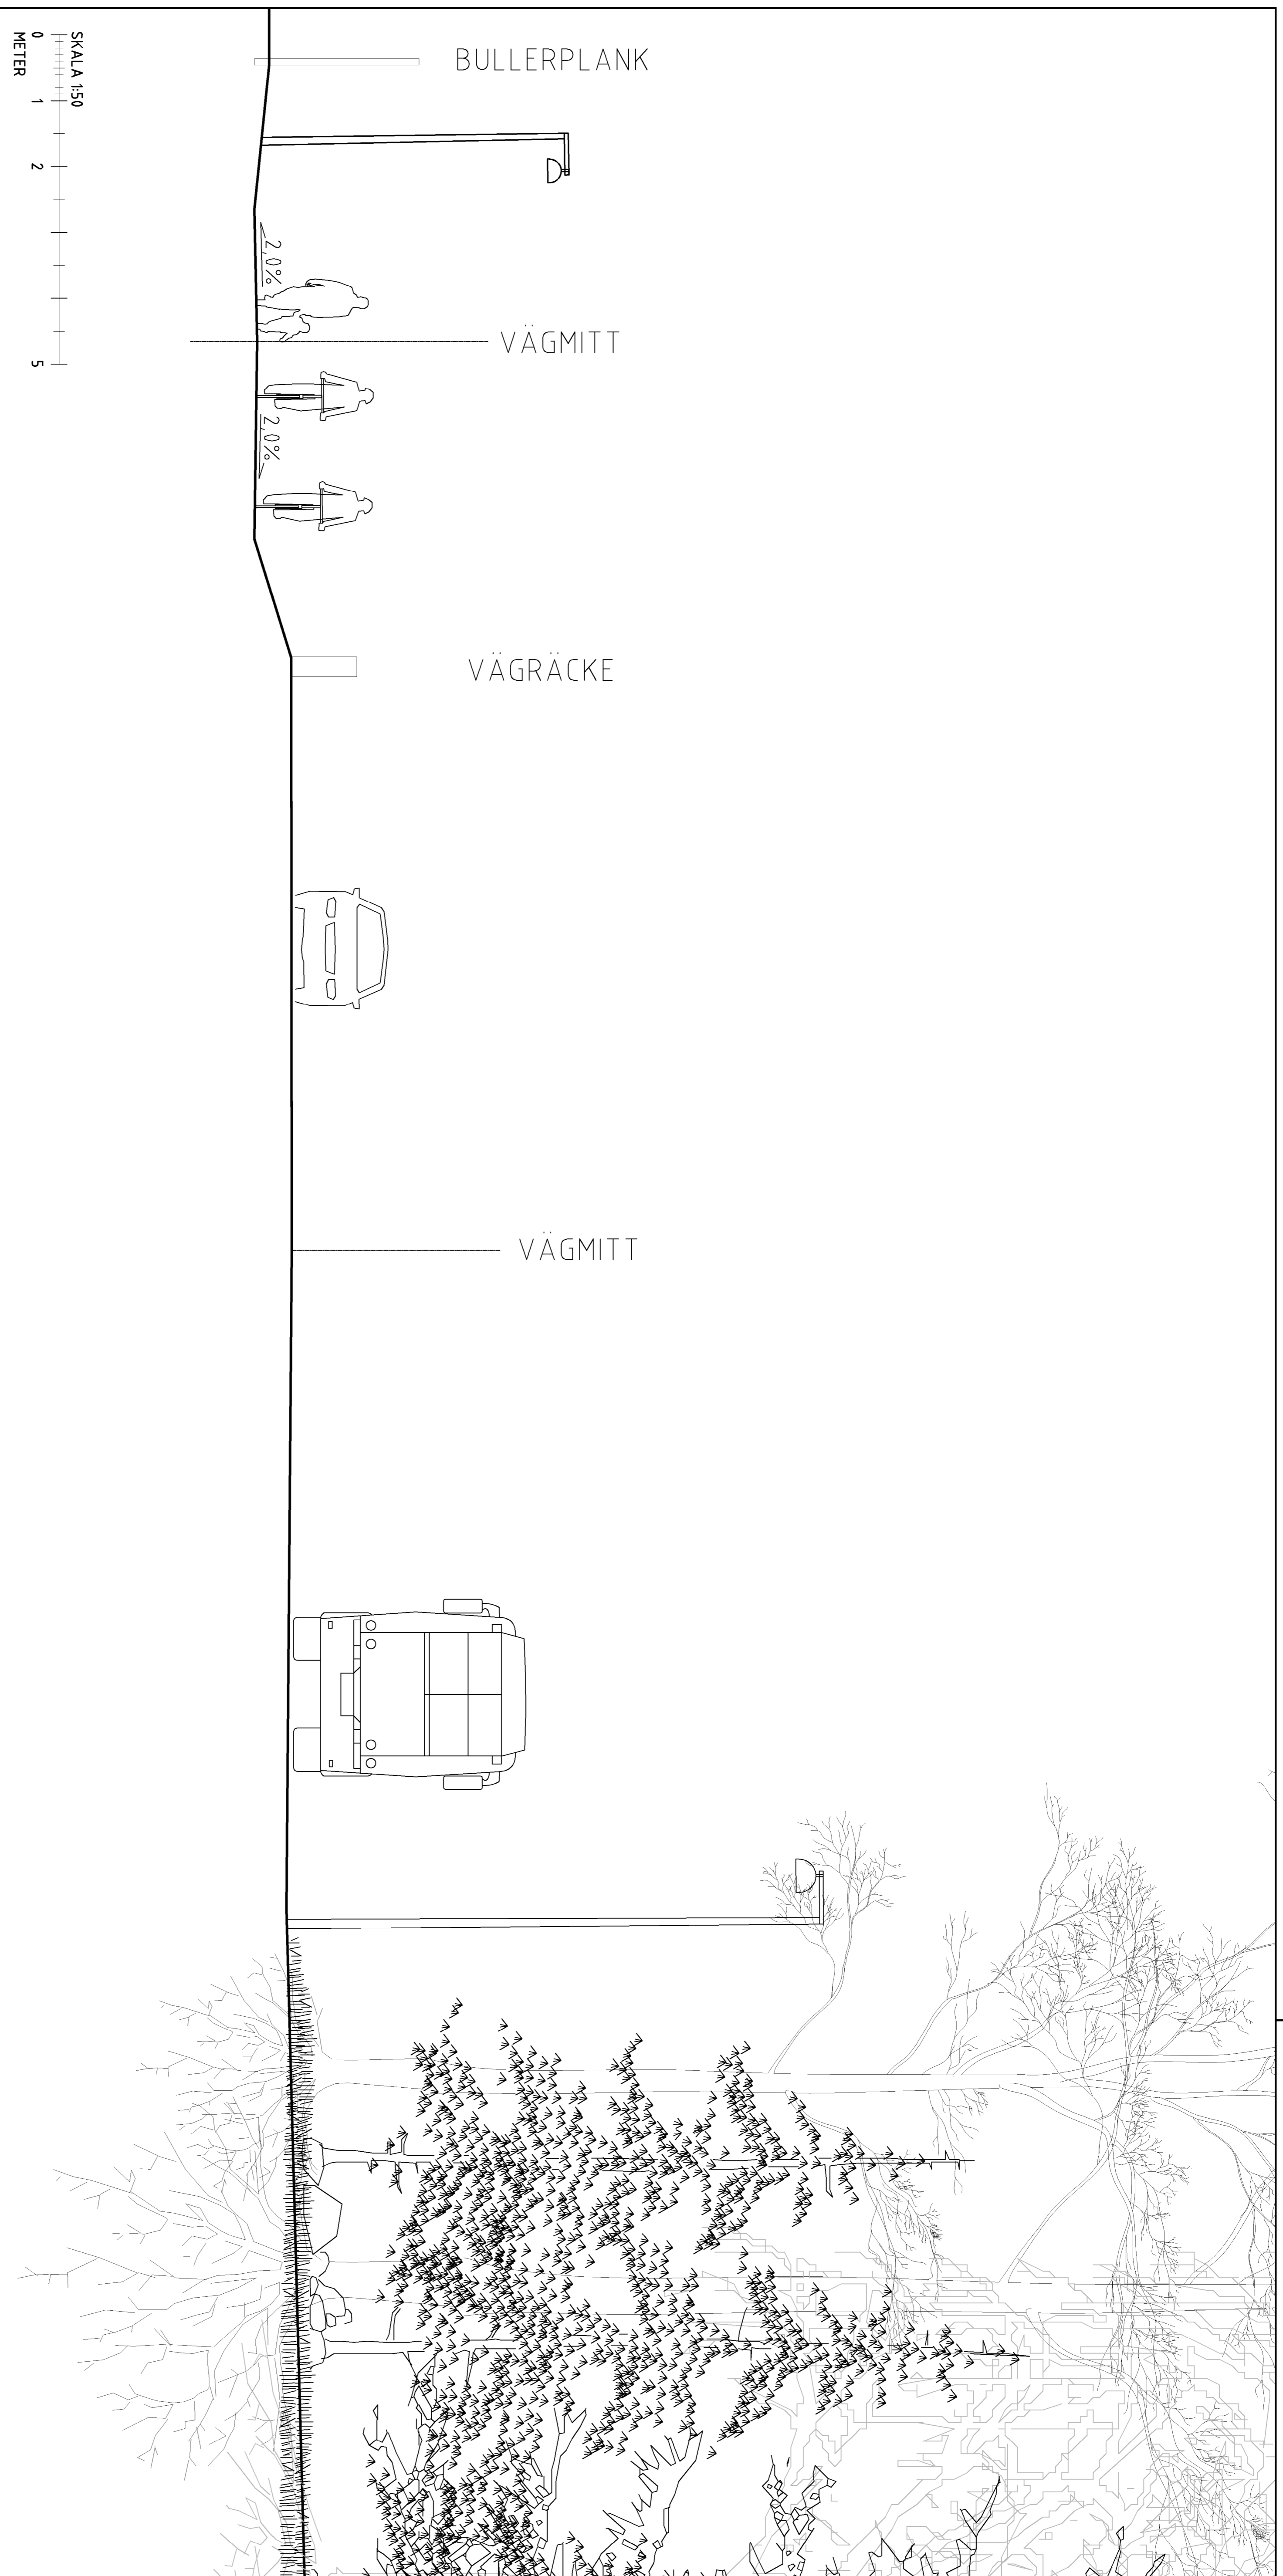 BULLERPLANK
SKALA 1:50
0 1 2 5
METER
2,0%
VÄGMITT
2,0%
VÄGRÄCKE
VÄGMITT